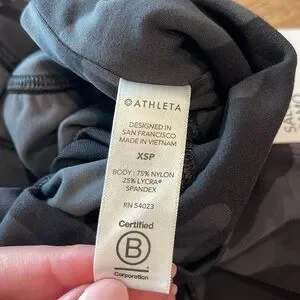 ATHLETA
DESIGNED IN
SAN FRANCISCO
MADE IN VIETNAM
XSP
BODY : 75% NYLON
25% LYCRA®
SPANDEX
RN 54023
Certified
B
Corporation